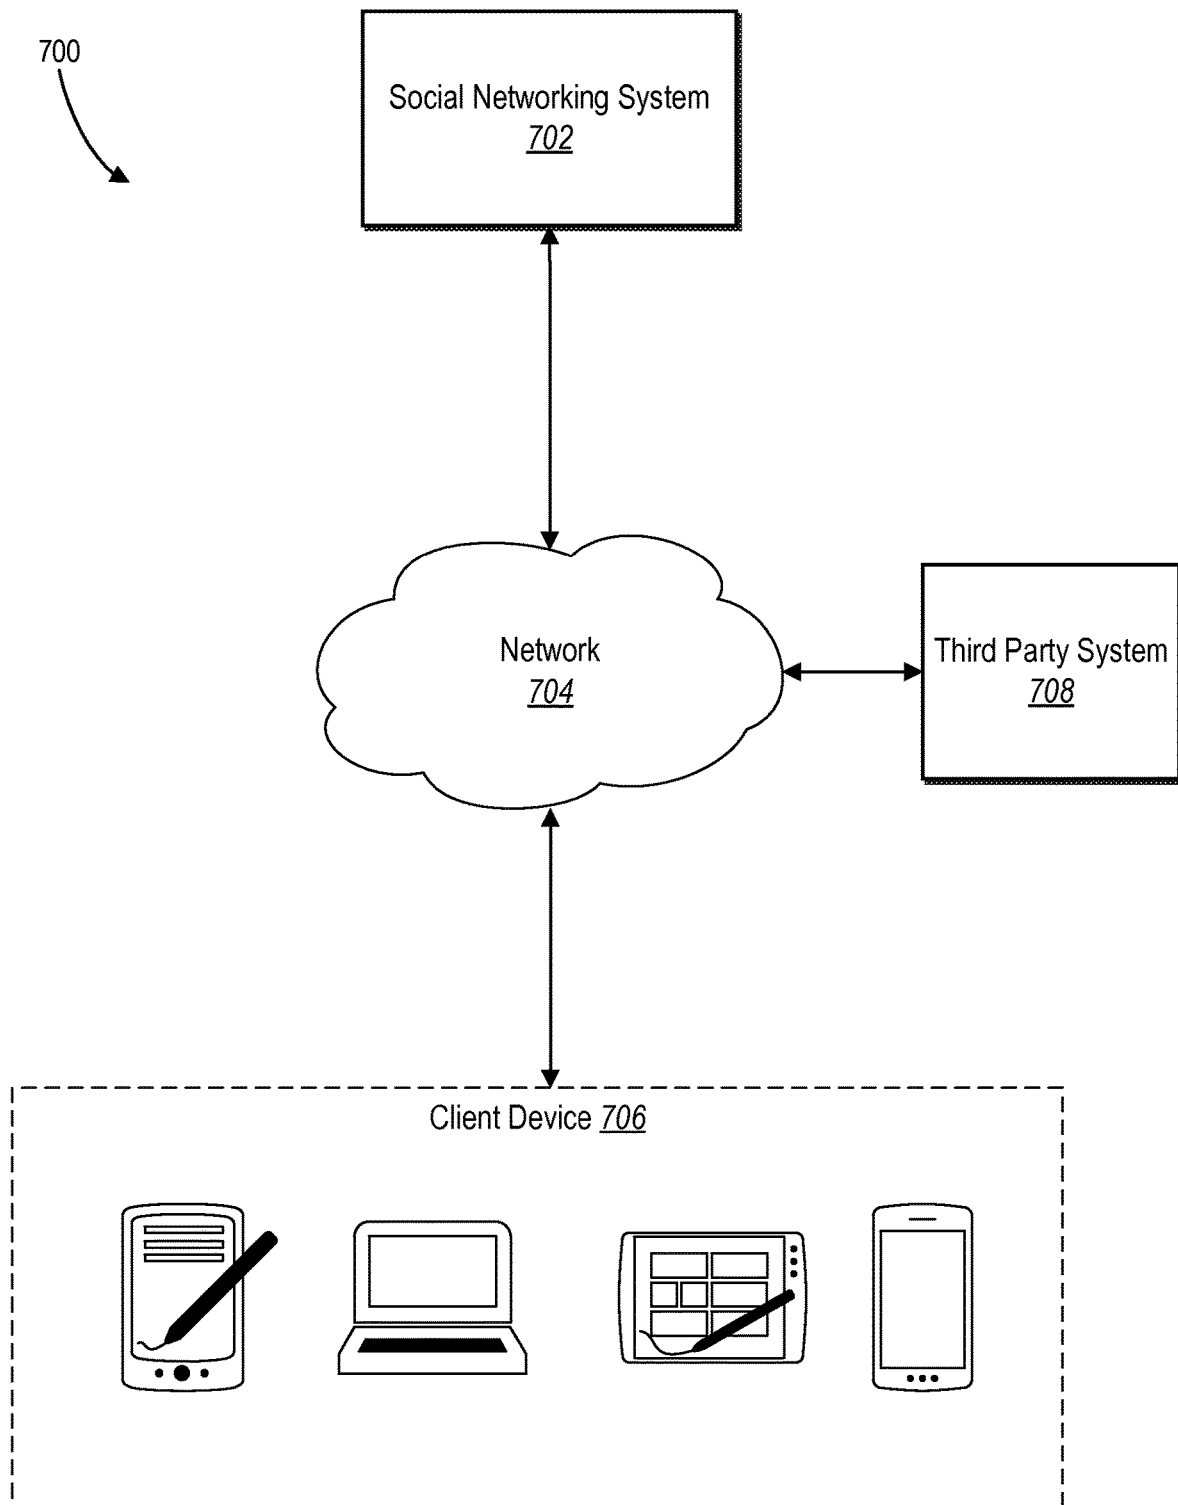 700
Social Networking System
702
Network
704
Third Party System
708
Client Device 706